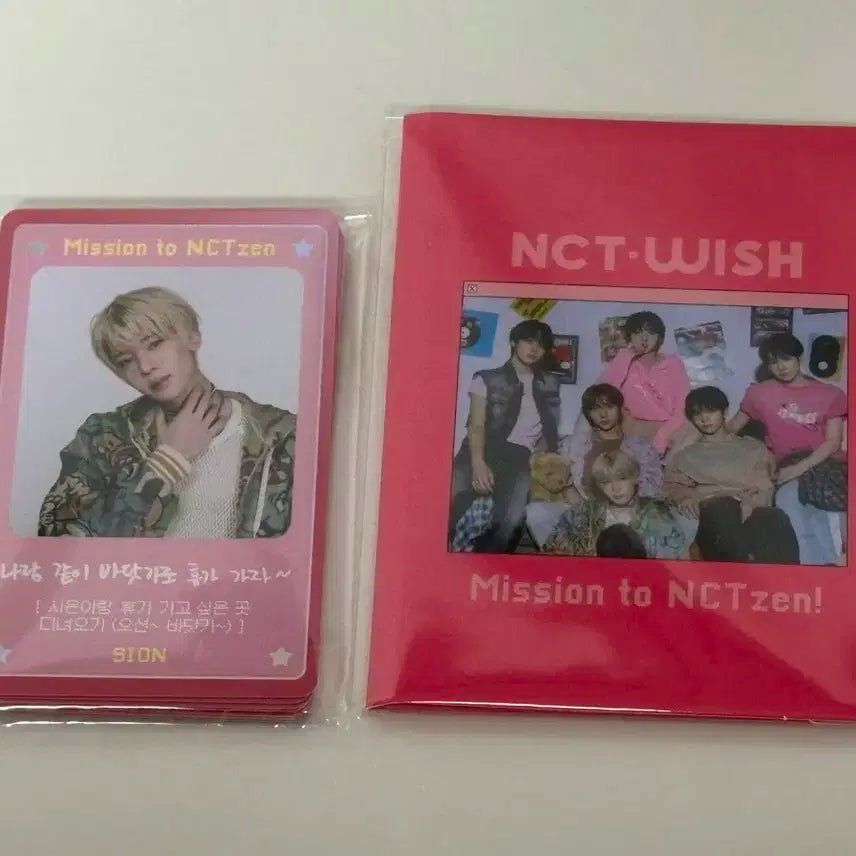 Mission to NCTzen
나랑 같이 바닷가로 휴가 가자~
[ 시온이랑 휴가 가고 싶은 곳
다녀오기 (오션~ 바닷가~) ]
SION
NCT·WISH
Mission to NCTzen!